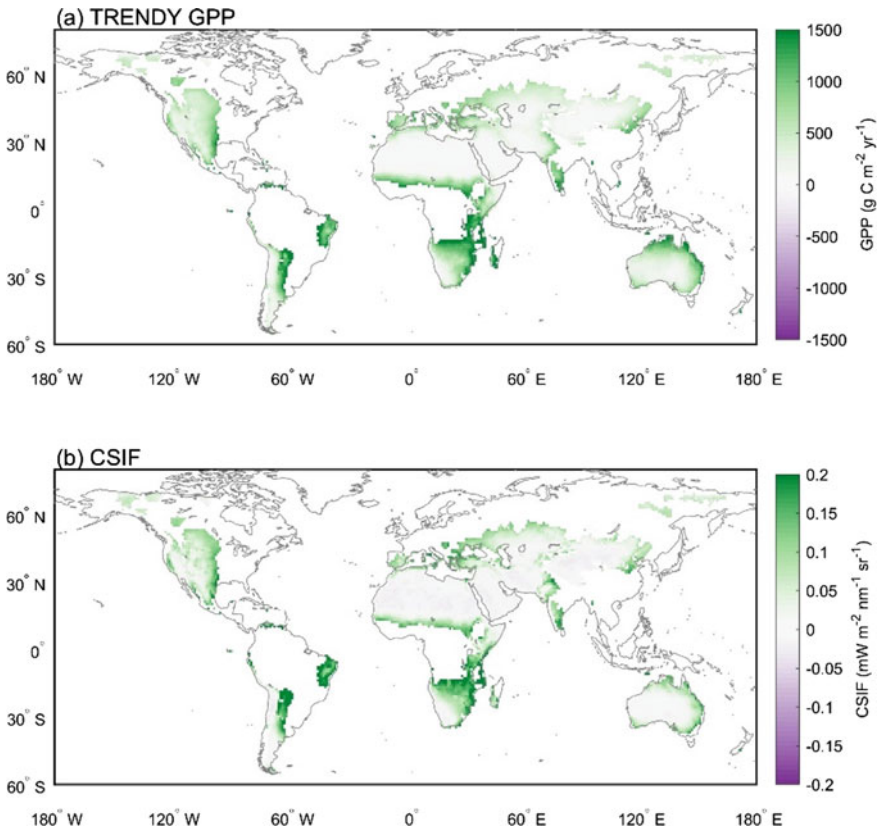 (a) TRENDY GPP
60° N
30° N
0°
30° S
60° S
180° W
120° W
60° W
0°
60° E
120° E
180° E
1500
1000
500
0
-500
-1000
-1500
GPP (g C m⁻² yr⁻¹)
(b) CSIF
60° N
30° N
0°
30° S
60° S
180° W
120° W
60° W
0°
60° E
120° E
180° E
0.2
0.15
0.1
0.05
0
-0.05
-0.1
-0.15
-0.2
CSIF (mW m⁻² nm⁻¹ sr⁻¹)